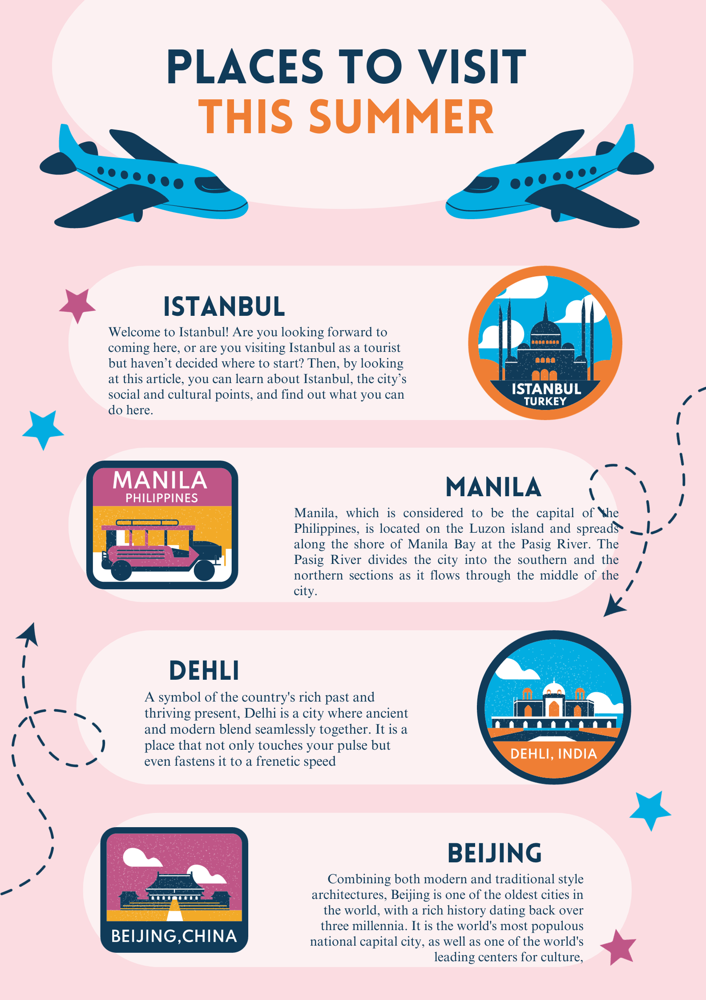 PLACES TO VISIT
THIS SUMMER
ISTANBUL
Welcome to Istanbul! Are you looking forward to
coming here, or are you visiting Istanbul as a tourist
but haven't decided where to start? Then, by looking
at this article, you can learn about Istanbul, the city's
social and cultural points, and find out what you can
do here.
ISTANBUL
TURKEY
MANILA
PHILIPPINES
MANILA
Manila, which is considered to be the capital of the
Philippines, is located on the Luzon island and spreads
along the shore of Manila Bay at the Pasig River. The
Pasig River divides the city into the southern and the
northern sections as it flows through the middle of the
city.
DEHLI
A symbol of the country's rich past and
thriving present, Delhi is a city where ancient
and modern blend seamlessly together. It is a
place that not only touches your pulse but
even fastens it to a frenetic speed
DEHLI, INDIA
BEIJING,CHINA
BEIJING
Combining both modern and traditional style
architectures, Beijing is one of the oldest cities in
the world, with a rich history dating back over
three millennia. It is the world's most populous
national capital city, as well as one of the world's
leading centers for culture,